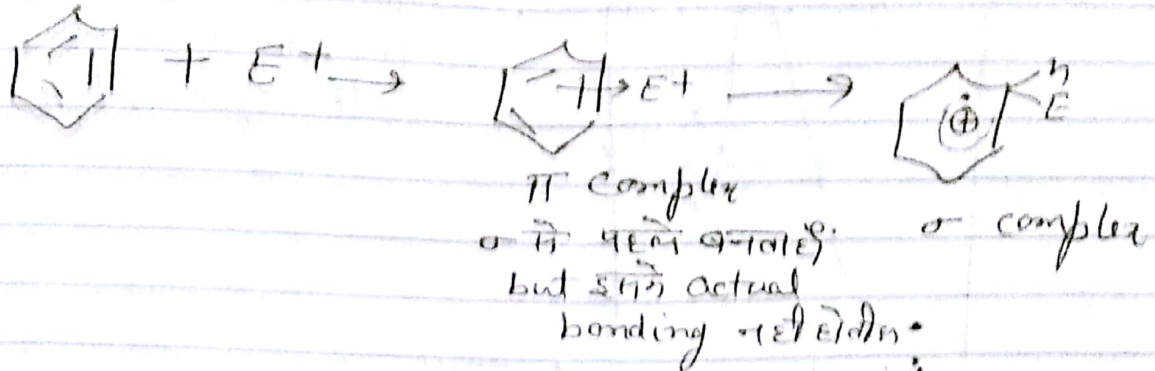 + E+ → → E+ → ⊕ H E
π complex
σ से पहले बनता है. σ complex
but इसमें actual
bonding नहीं होती.